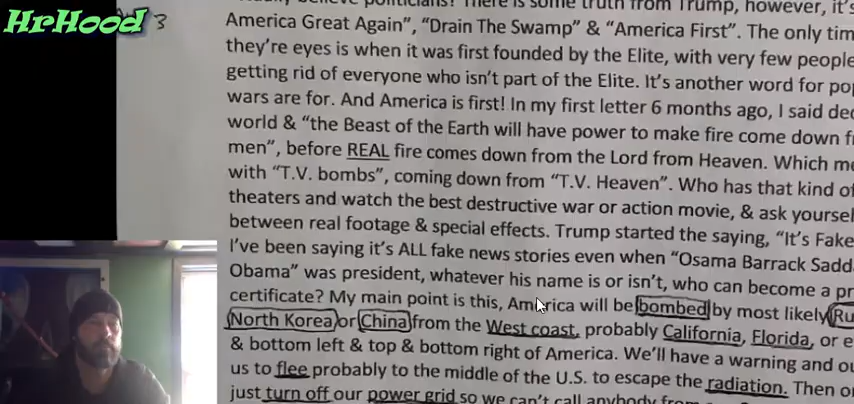 HrHood
3
America Great Again", "Drain The Swamp" & "America First". The only tim
they're eyes is when it was first founded by the Elite, with very few people
getting rid of everyone who isn't part of the Elite. It's another word for po
wars are for. And America is first! In my first letter 6 months ago, I said de
world & "the Beast of the Earth will have power to make fire come down f
men", before REAL fire comes down from the Lord from Heaven. Which me
with "T.V. bombs", coming down from "T.V. Heaven". Who has that kind of
theaters and watch the best destructive war or action movie, & ask yoursel
between real footage & special effects. Trump started the saying, "It's Fake
I've been saying it's ALL fake news stories even when "Osama Barrack Sadd
Obama" was president, whatever his name is or isn't, who can become a pr
certificate? My main point is this, America will be bombed by most likely Ru
North Korea or China from the West coast, probably California, Florida, or e
& bottom left & top & bottom right of America. We'll have a warning and ou
us to flee probably to the middle of the U.S. to escape the radiation. Then o
just turn off our power grid so we can't call anybody from